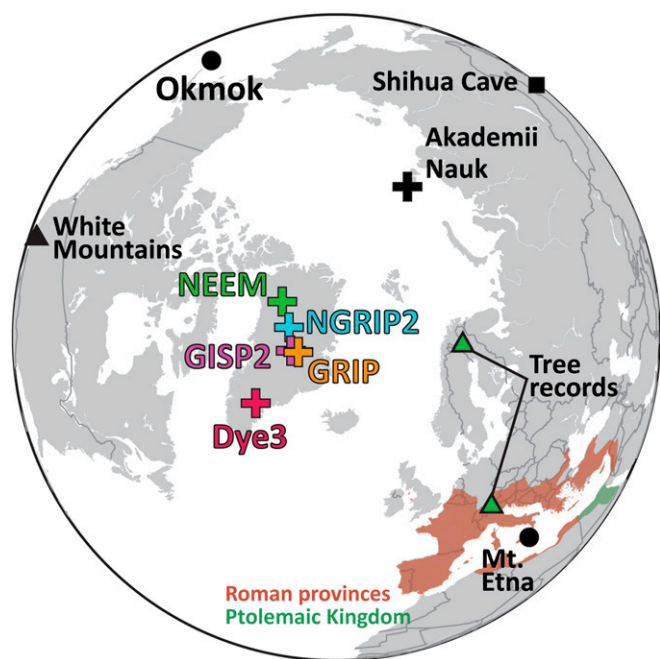 Okmok
Shihua Cave
Akademii
Nauk
White
Mountains
NEEM
NGRIP2
GISP2
GRIP
Tree
records
Dye3
Mt.
Etna
Roman provinces
Ptolemaic Kingdom